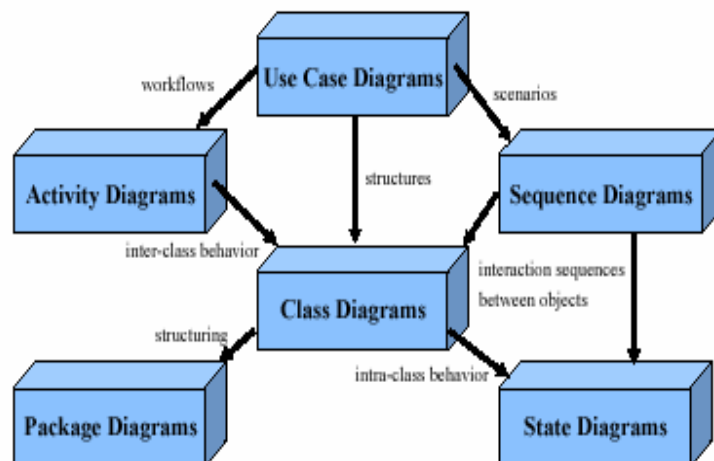 Use Case Diagrams
workflows
scenarios
Activity Diagrams
structures
Sequence Diagrams
inter-class behavior
interaction sequences
between objects
Class Diagrams
structuring
intra-class behavior
Package Diagrams
State Diagrams